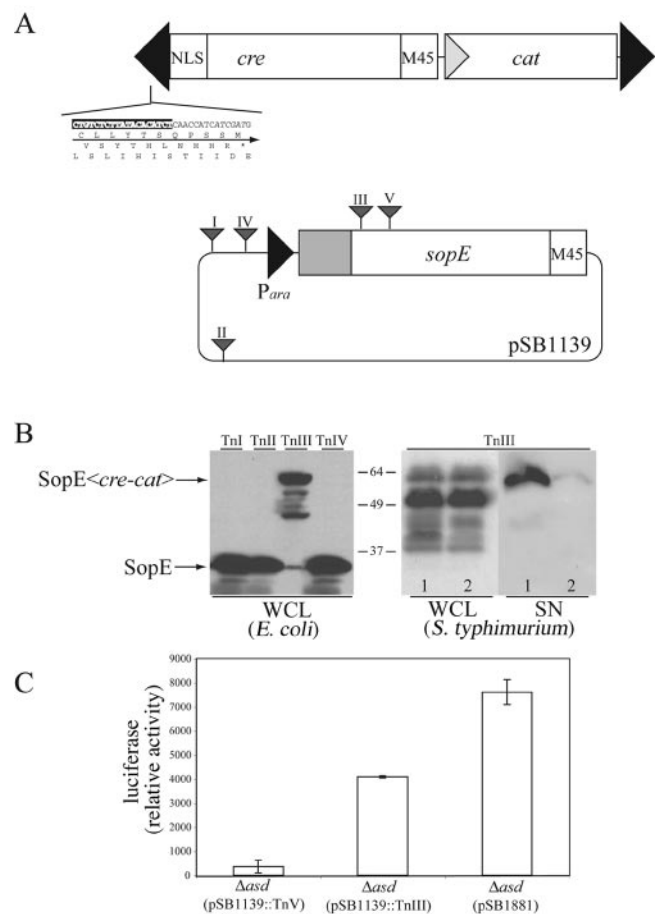 A
NLS cre M45 cat
CAACCATCATCGATG
C L L Y T S Q P S S M
V S Y T H L N H H R *
L S L I H I S T I I D E
III V
I IV
sopE M45
Para
II
pSB1139
B
TnI TnII TnIII TnIV
TnIII
SopE<cre-cat>
64
49
SopE
37
1 2 1 2
WCL WCL SN
(E. coli) (S. typhimurium)
C
luciferase
(relative activity)
9000
8000
7000
6000
5000
4000
3000
2000
1000
0
Δasd Δasd Δasd
(pSB1139::TnV) (pSB1139::TnIII) (pSB1881)